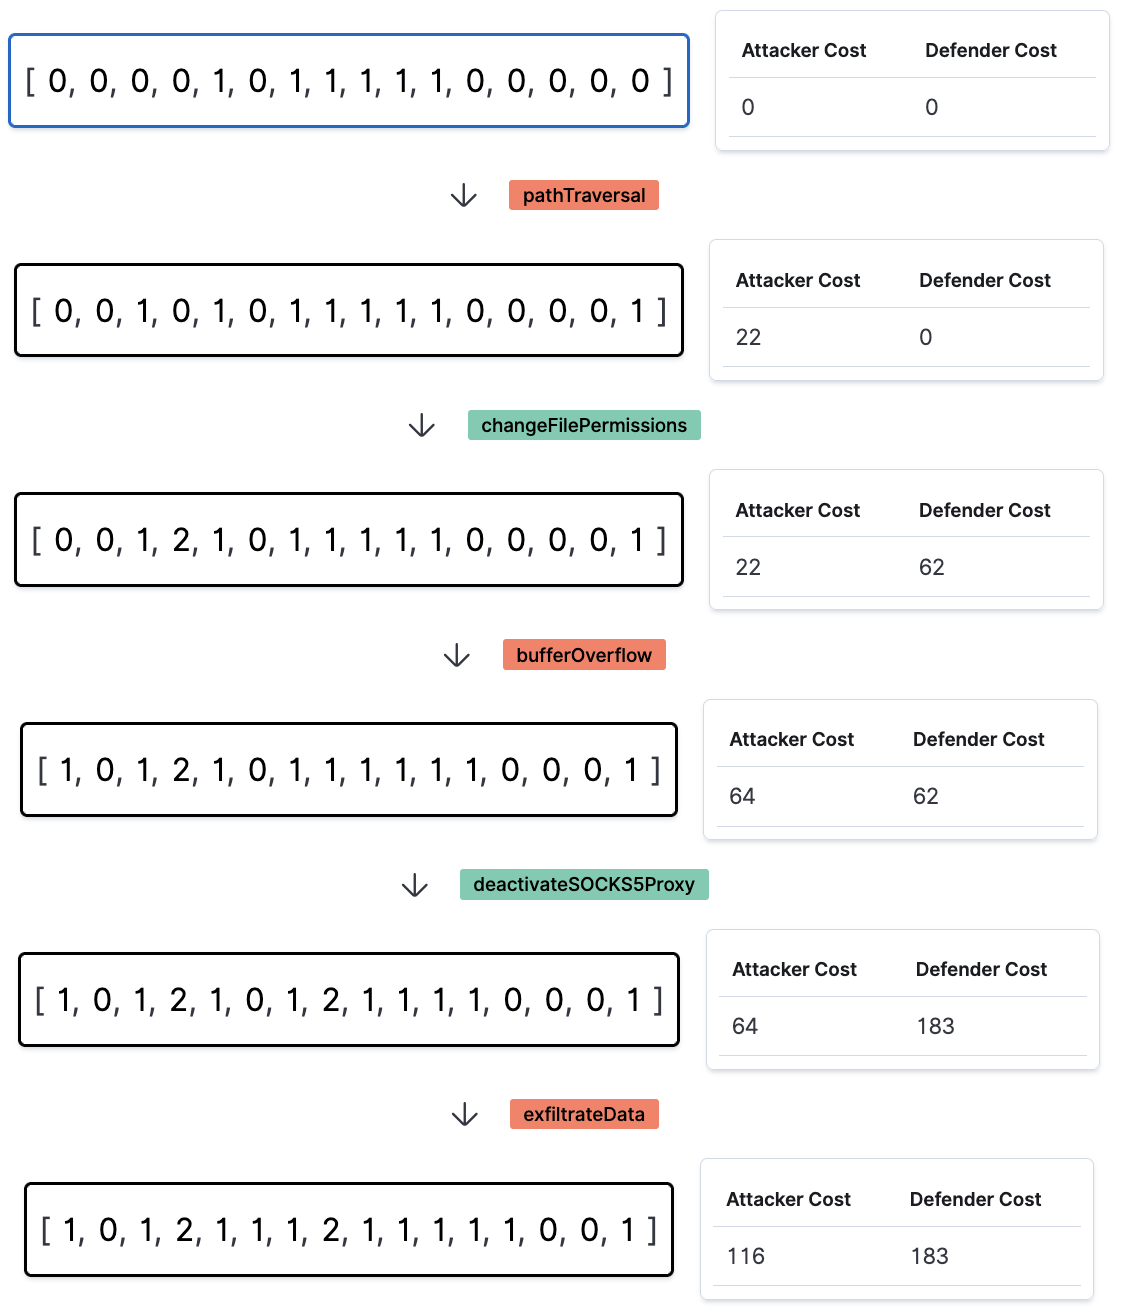 [ 0, 0, 0, 0, 1, 0, 1, 1, 1, 1, 1, 0, 0, 0, 0, 0 ]
Attacker Cost Defender Cost
0 0
pathTraversal
[ 0, 0, 1, 0, 1, 0, 1, 1, 1, 1, 1, 0, 0, 0, 0, 1 ]
Attacker Cost Defender Cost
22 0
changeFilePermissions
[ 0, 0, 1, 2, 1, 0, 1, 1, 1, 1, 1, 0, 0, 0, 0, 1 ]
Attacker Cost Defender Cost
22 62
bufferOverflow
[ 1, 0, 1, 2, 1, 0, 1, 1, 1, 1, 1, 1, 0, 0, 0, 1 ]
Attacker Cost Defender Cost
64 62
deactivateSOCKS5Proxy
[ 1, 0, 1, 2, 1, 0, 1, 2, 1, 1, 1, 1, 0, 0, 0, 1 ]
Attacker Cost Defender Cost
64 183
exfiltrateData
[ 1, 0, 1, 2, 1, 1, 1, 2, 1, 1, 1, 1, 1, 0, 0, 1 ]
Attacker Cost Defender Cost
116 183